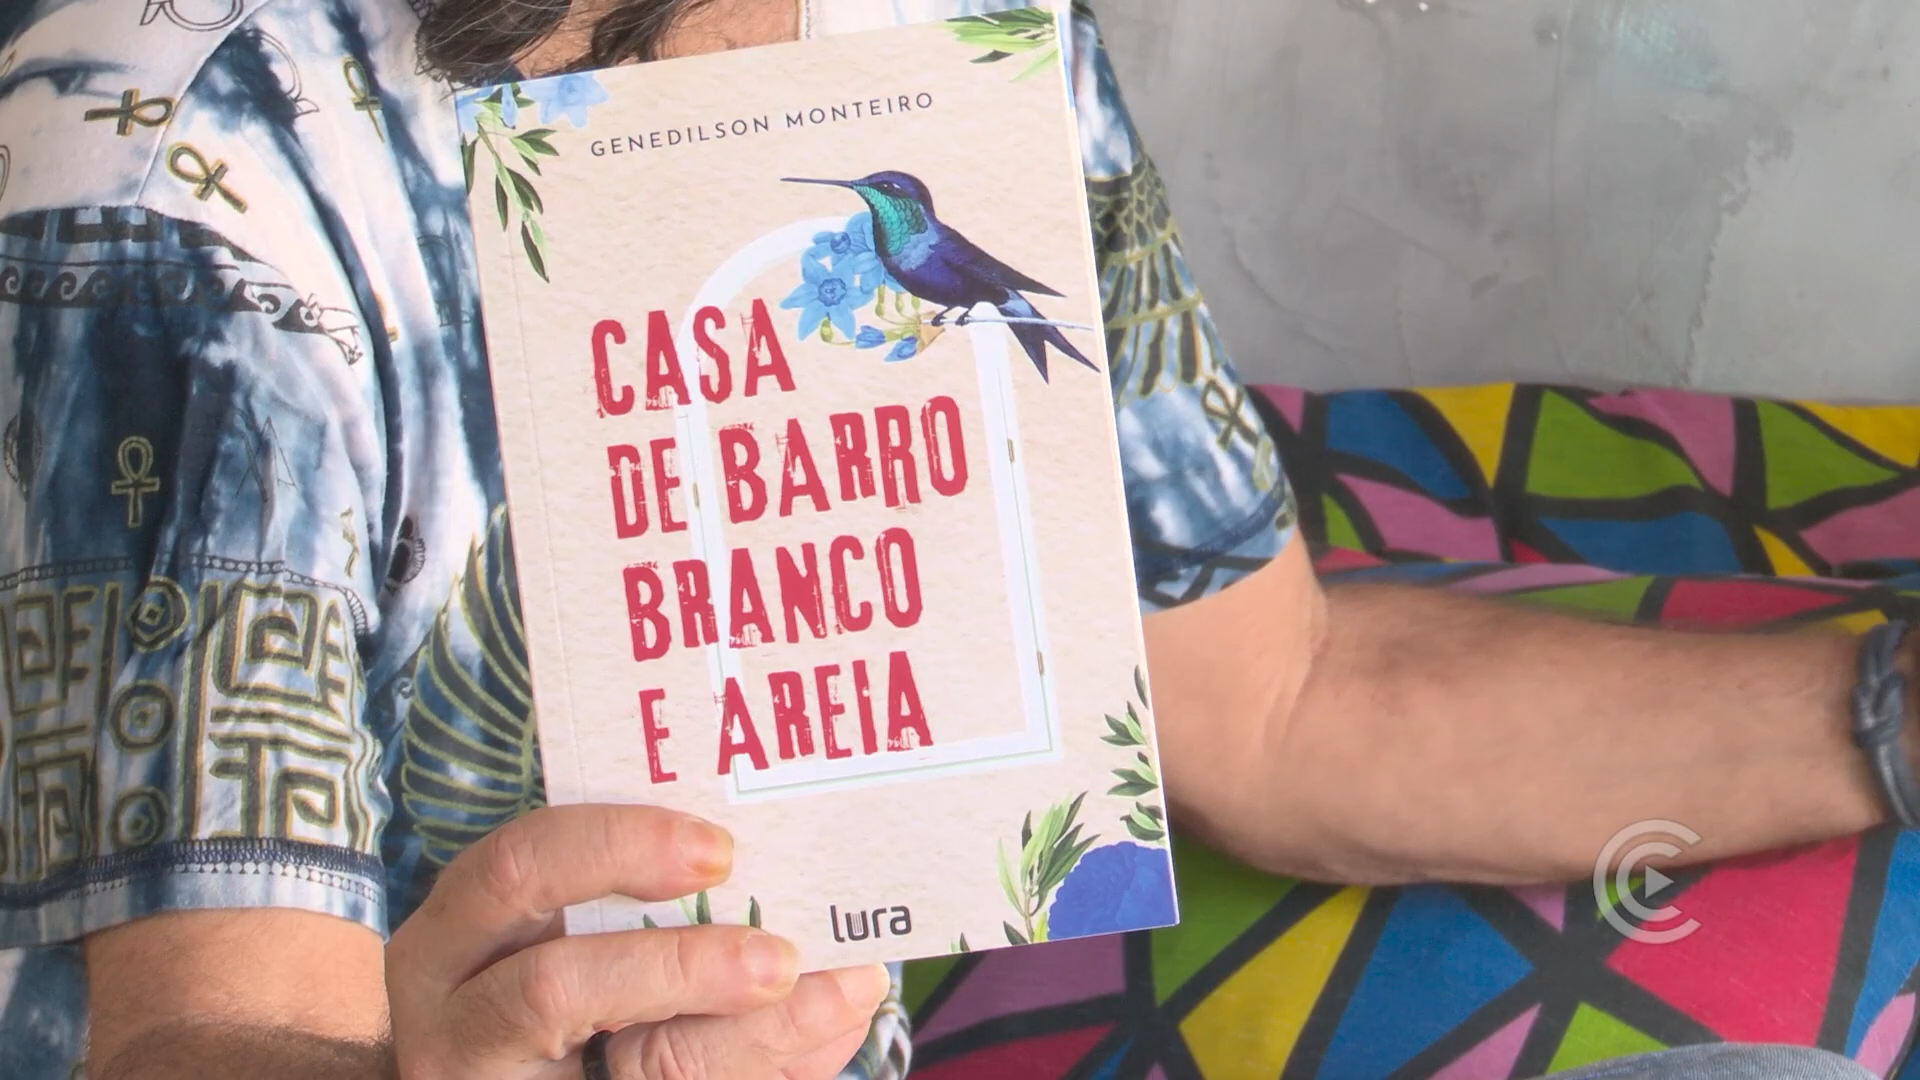 GENEDILSON MONTEIRO
CASA
DE BARRO
BRANCO
E AREIA
lura